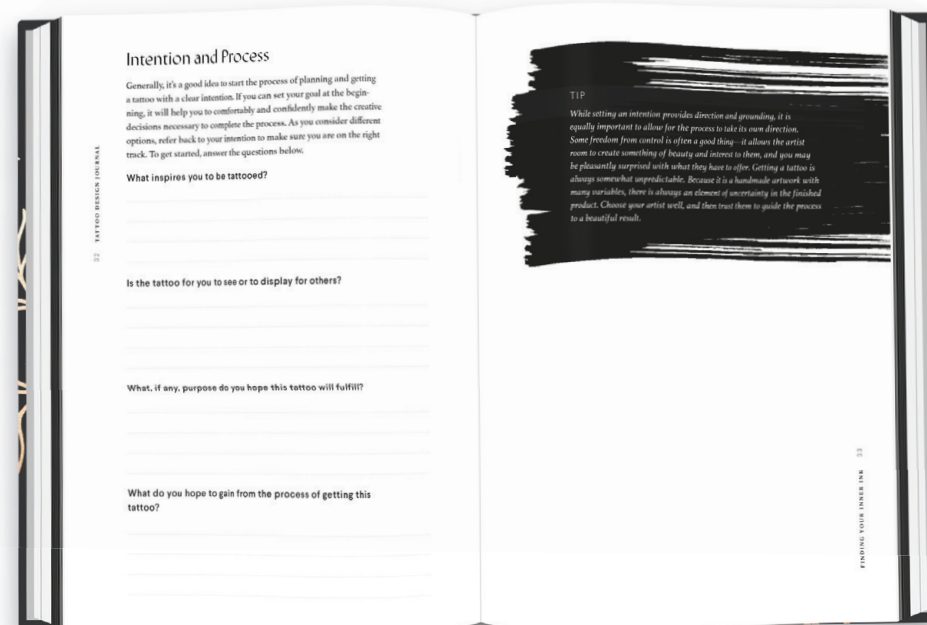 Intention and Process
Generally, it's a good idea to start the process of planning and getting
a tattoo with a clear intention. If you can set your goal at the begin-
ning, it will help you to comfortably and confidently make the creative
decisions necessary to complete the process. As you consider different
options, refer back to your intention to make sure you are on the right
track. To get started, answer the questions below.
What inspires you to be tattooed?
Is the tattoo for you to see or to display for others?
What, if any, purpose do you hope this tattoo will fulfill?
What do you hope to gain from the process of getting this
tattoo?
32 TATTOO DESIGN JOURNAL
TIP
While setting an intention provides direction and grounding, it is
equally important to allow for the process to take its own direction.
Some freedom from control is often a good thing—it allows the artist
room to create something of beauty and interest to them, and you may
be pleasantly surprised with what they have to offer. Getting a tattoo is
always somewhat unpredictable. Because it is a handmade artwork with
many variables, there is always an element of uncertainty in the finished
product. Choose your artist well, and then trust them to guide the process
to a beautiful result.
FINDING YOUR INNER INK 33